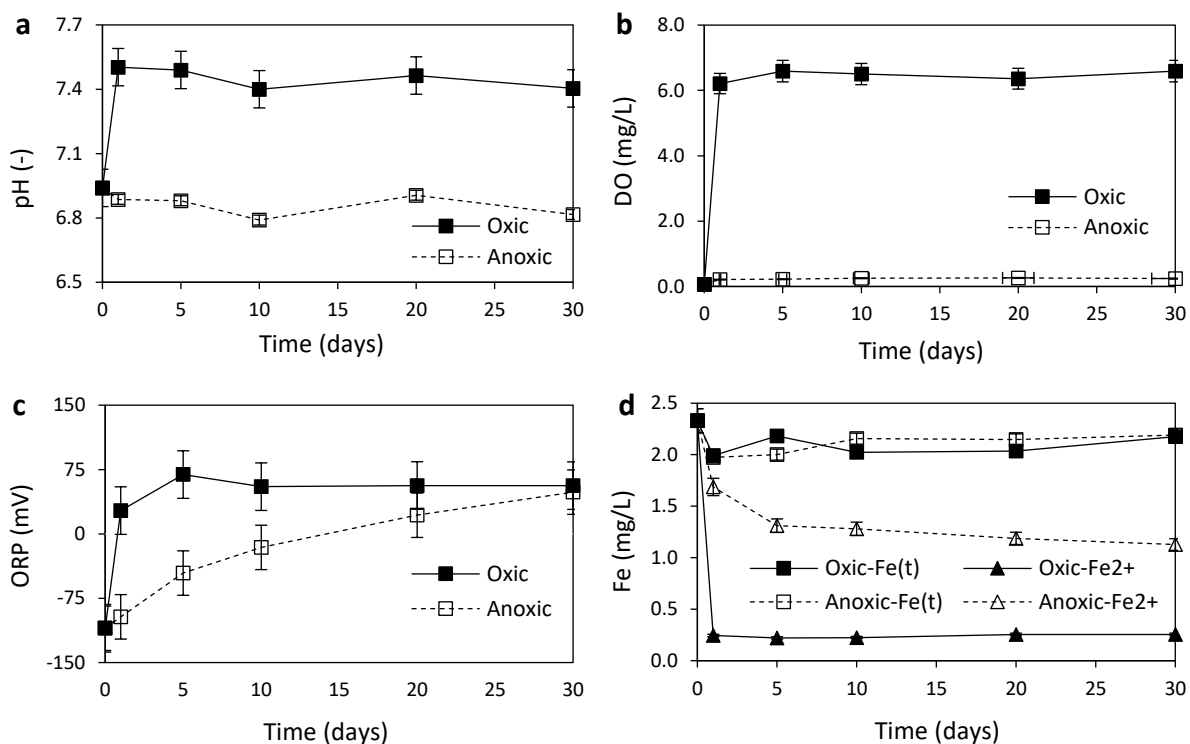 a
7.7
7.4
7.1
6.8
6.5
pH (-)
Oxic
Anoxic
0 5 10 15 20 25 30
Time (days)
b
8.0
6.0
4.0
2.0
0.0
DO (mg/L)
Oxic
Anoxic
0 5 10 15 20 25 30
Time (days)
c
150
75
0
-75
-150
ORP (mV)
Oxic
Anoxic
0 5 10 15 20 25 30
Time (days)
d
2.5
2.0
1.5
1.0
0.5
0.0
Fe (mg/L)
Oxic-Fe(t) Oxic-Fe2+
Anoxic-Fe(t) Anoxic-Fe2+
0 5 10 15 20 25 30
Time (days)